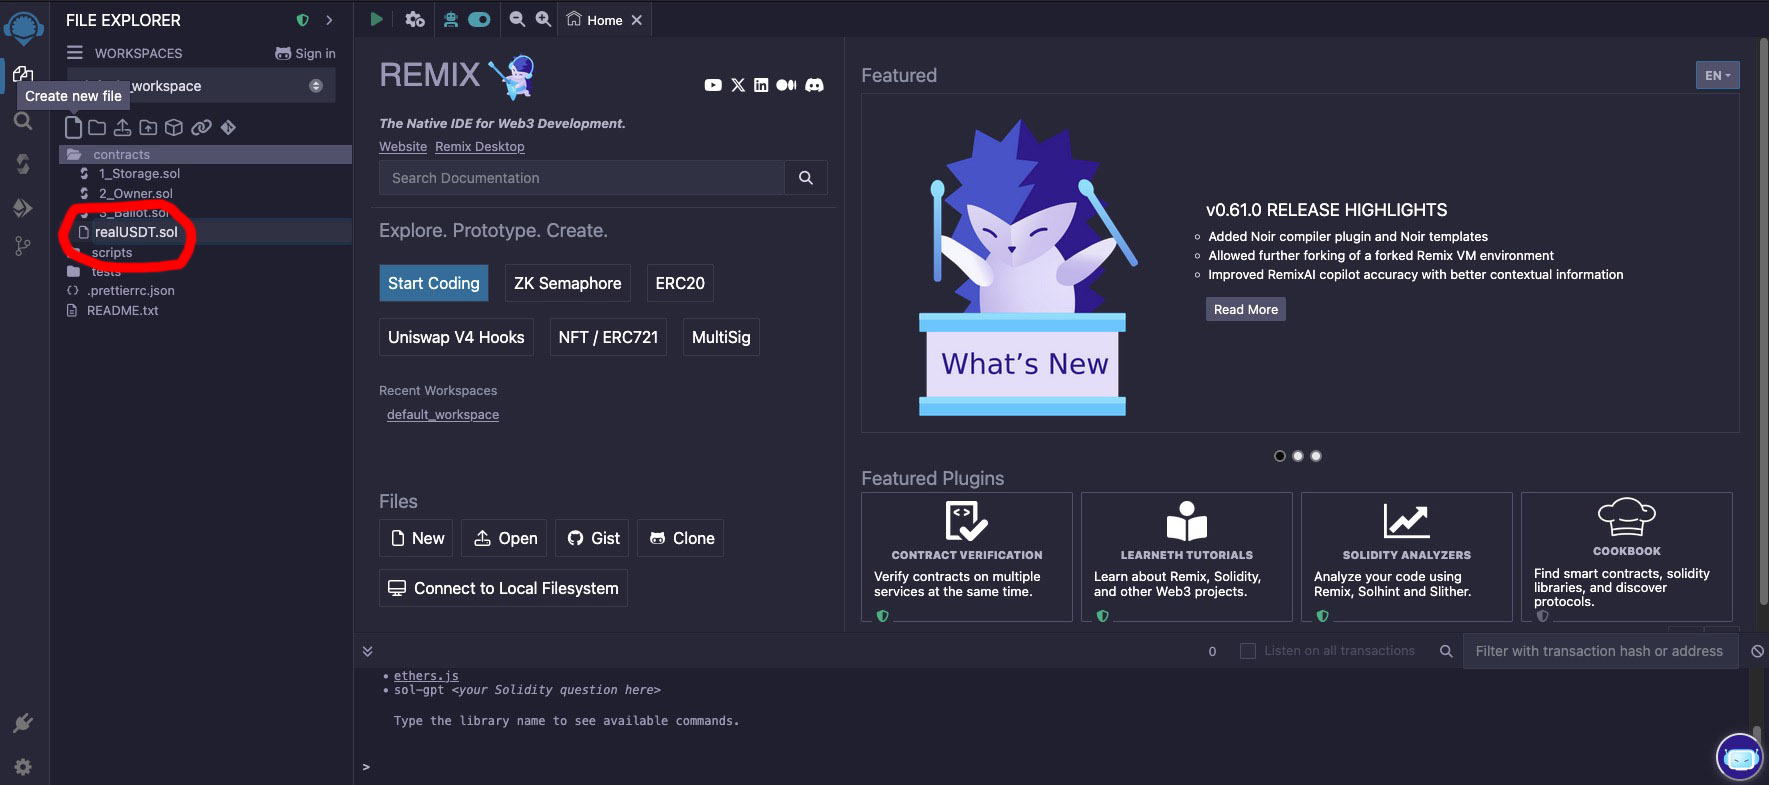 FILE EXPLORER
WORKSPACES
Sign in
workspace
Create new file
contracts
1_Storage.sol
2_Owner.sol
3_Ballot.sol
realUSDT.sol
scripts
tests
.prettierrc.json
README.txt
Home
REMIX
The Native IDE for Web3 Development.
Website Remix Desktop
Search Documentation
Explore. Prototype. Create.
Start Coding ZK Semaphore ERC20
Uniswap V4 Hooks NFT / ERC721 MultiSig
Recent Workspaces
default_workspace
Files
New Open Gist Clone
Connect to Local Filesystem
Featured
EN
What's New
v0.61.0 RELEASE HIGHLIGHTS
Added Noir compiler plugin and Noir templates
Allowed further forking of a forked Remix VM environment
Improved RemixAI copilot accuracy with better contextual information
Read More
Featured Plugins
CONTRACT VERIFICATION
Verify contracts on multiple
services at the same time.
LEARNETH TUTORIALS
Learn about Remix, Solidity,
and other Web3 projects.
SOLIDITY ANALYZERS
Analyze your code using
Remix, Solhint and Slither.
COOKBOOK
Find smart contracts, solidity
libraries, and discover
protocols.
0 Listen on all transactions Filter with transaction hash or address
• ethers.js
• sol-gpt <your Solidity question here>
Type the library name to see available commands.
>